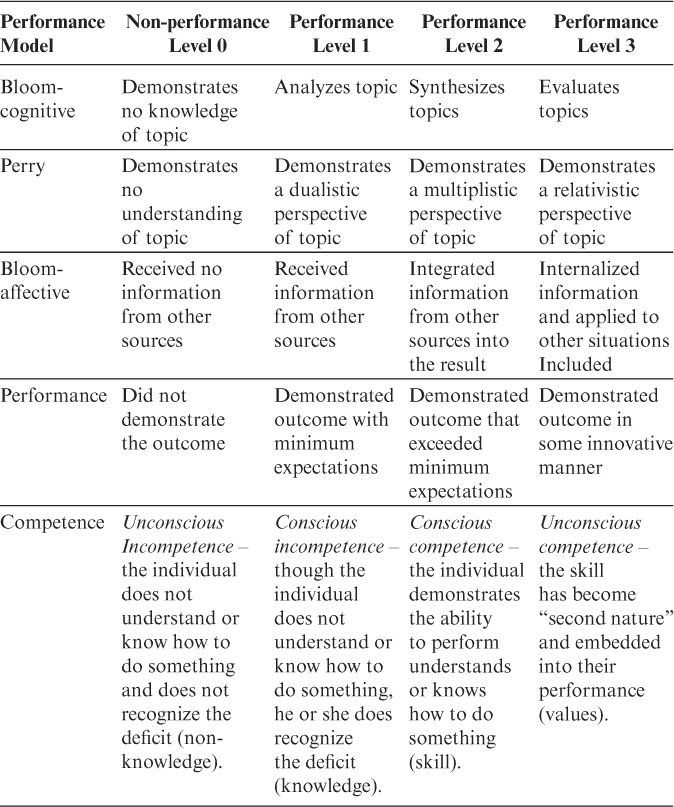 Performance Model | Non-performance Level 0 | Performance Level 1 | Performance Level 2 | Performance Level 3
Bloom-cognitive | Demonstrates no knowledge of topic | Analyzes topic | Synthesizes topics | Evaluates topics
Perry | Demonstrates no understanding of topic | Demonstrates a dualistic perspective of topic | Demonstrates a multiplistic perspective of topic | Demonstrates a relativistic perspective of topic
Bloom-affective | Received no information from other sources | Received information from other sources | Integrated information from other sources into the result | Internalized information and applied to other situations Included
Performance | Did not demonstrate the outcome | Demonstrated outcome with minimum expectations | Demonstrated outcome that exceeded minimum expectations | Demonstrated outcome in some innovative manner
Competence | Unconscious Incompetence – the individual does not understand or know how to do something and does not recognize the deficit (non-knowledge). | Conscious incompetence – though the individual does not understand or know how to do something, he or she does recognize the deficit (knowledge). | Conscious competence – the individual demonstrates the ability to perform understands or knows how to do something (skill). | Unconscious competence – the skill has become “second nature” and embedded into their performance (values).